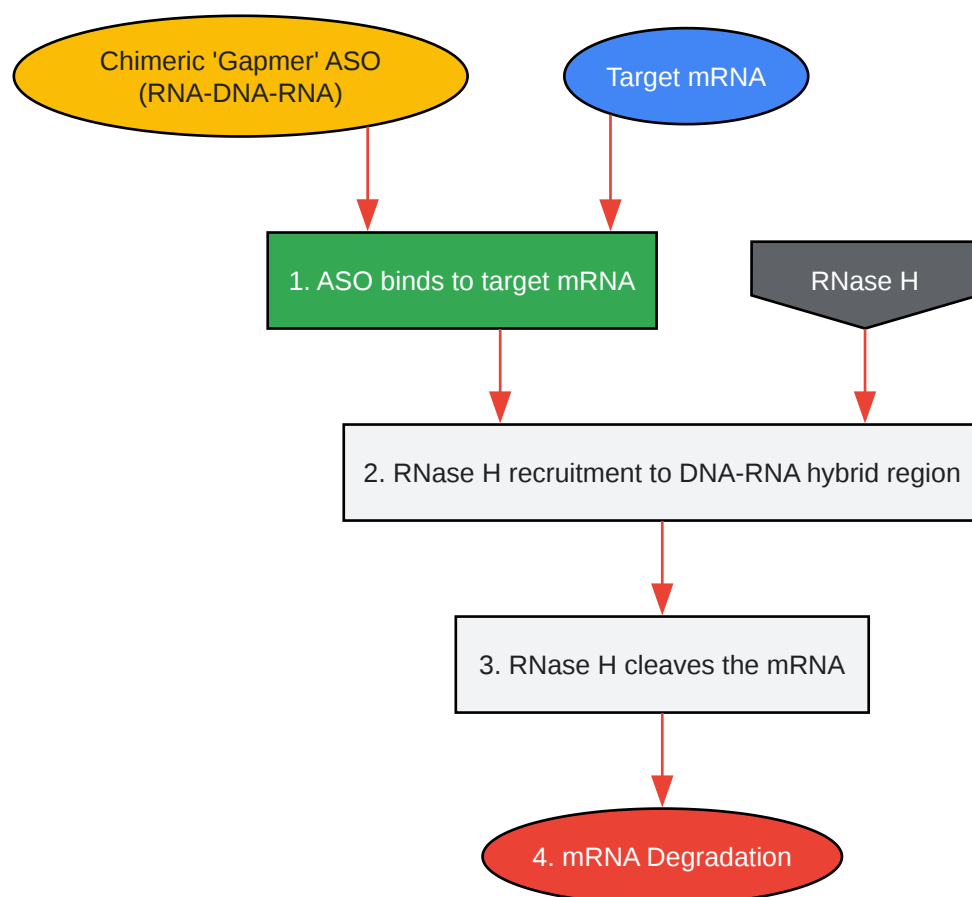 Chimeric 'Gapmer' ASO
(RNA-DNA-RNA)
Target mRNA
1. ASO binds to target mRNA
RNase H
2. RNase H recruitment to DNA-RNA hybrid region
3. RNase H cleaves the mRNA
4. mRNA Degradation